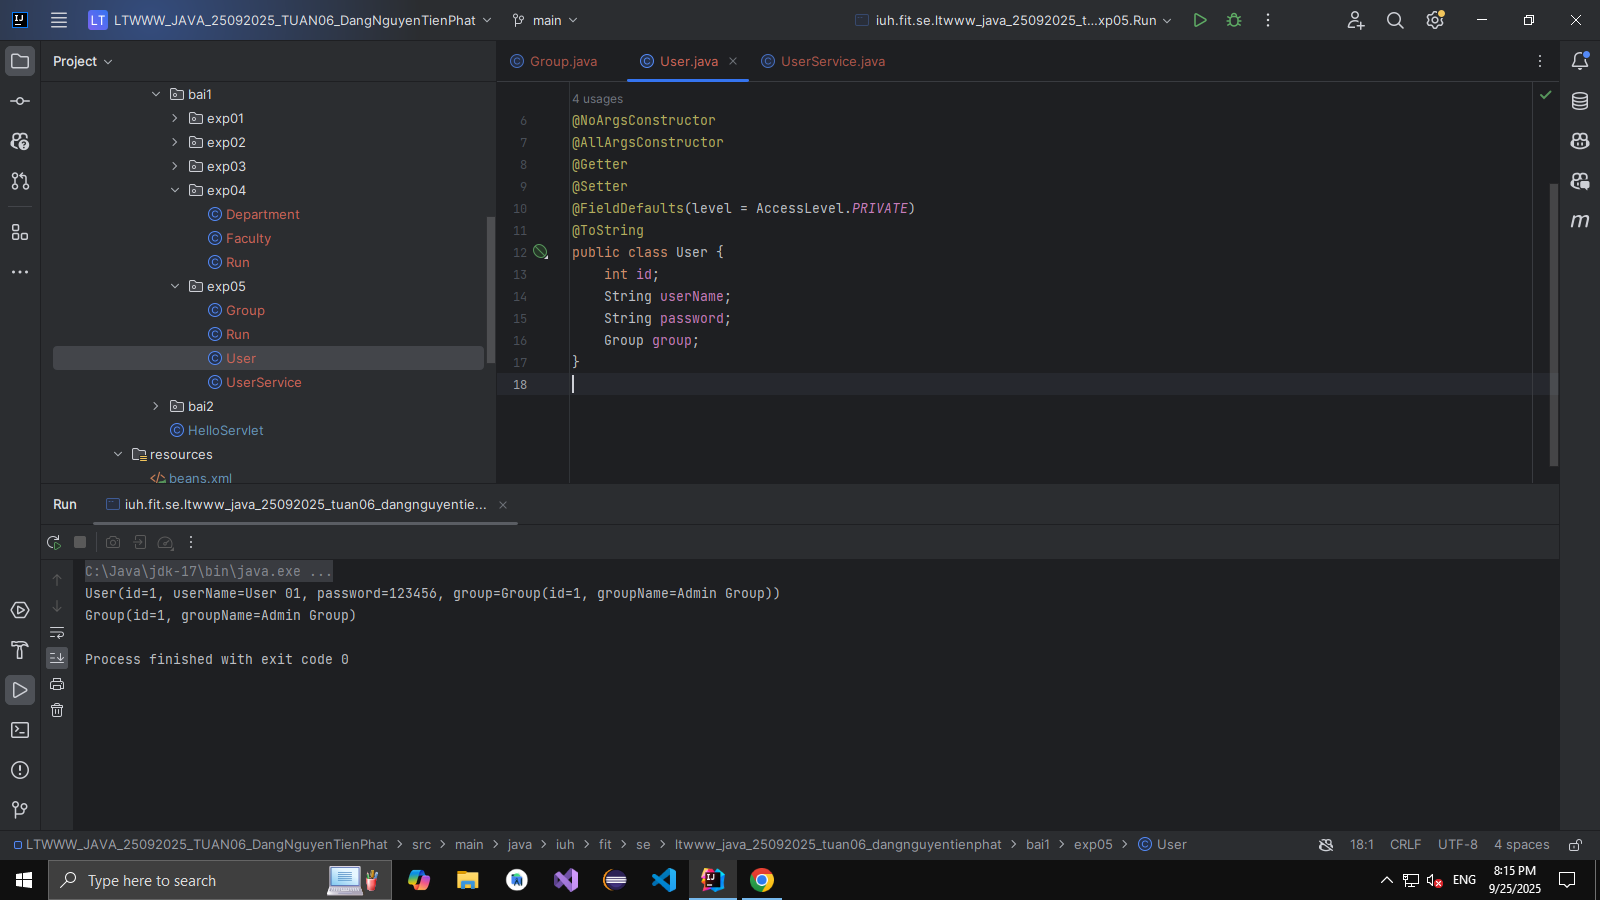 LT LTWWW_JAVA_25092025_TUAN06_DangNguyenTienPhat main iuh.fit.se.ltwww_java_25092025_t...xp05.Run
Project
bai1
exp01
exp02
exp03
exp04
Department
Faculty
Run
exp05
Group
Run
User
UserService
bai2
HelloServlet
resources
beans.xml
Group.java User.java UserService.java
4 usages
6 @NoArgsConstructor
7 @AllArgsConstructor
8 @Getter
9 @Setter
10 @FieldDefaults(level = AccessLevel.PRIVATE)
11 @ToString
12 public class User {
13 int id;
14 String userName;
15 String password;
16 Group group;
17 }
18
Run iuh.fit.se.ltwww_java_25092025_tuan06_dangnguyentie...
C:\Java\jdk-17\bin\java.exe ...
User(id=1, userName=User 01, password=123456, group=Group(id=1, groupName=Admin Group))
Group(id=1, groupName=Admin Group)
Process finished with exit code 0
LTWWW_JAVA_25092025_TUAN06_DangNguyenTienPhat > src > main > java > iuh > fit > se > ltwww_java_25092025_tuan06_dangnguyentienphat > bai1 > exp05 > User 18:1 CRLF UTF-8 4 spaces
Type here to search
ENG
8:15 PM
9/25/2025